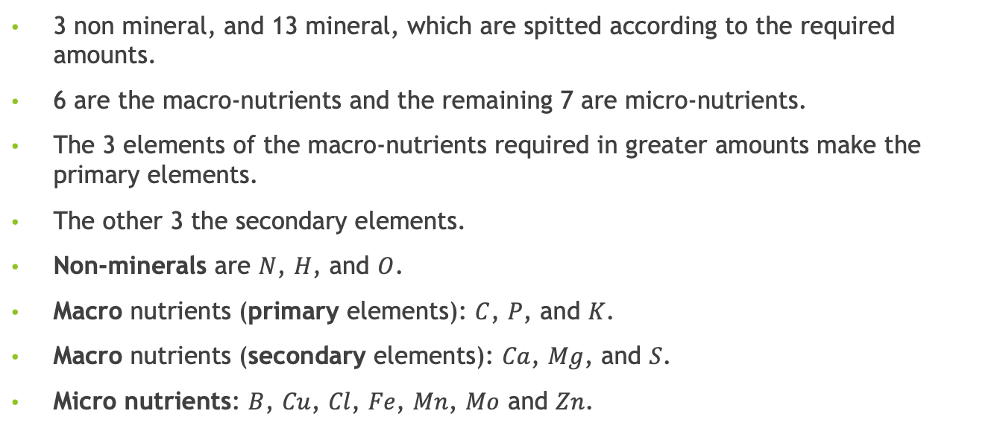 • 3 non mineral, and 13 mineral, which are spitted according to the required
amounts.
• 6 are the macro-nutrients and the remaining 7 are micro-nutrients.
• The 3 elements of the macro-nutrients required in greater amounts make the
primary elements.
• The other 3 the secondary elements.
• Non-minerals are N, H, and O.
• Macro nutrients (primary elements): C, P, and K.
• Macro nutrients (secondary elements): Ca, Mg, and S.
• Micro nutrients: B, Cu, Cl, Fe, Mn, Mo and Zn.